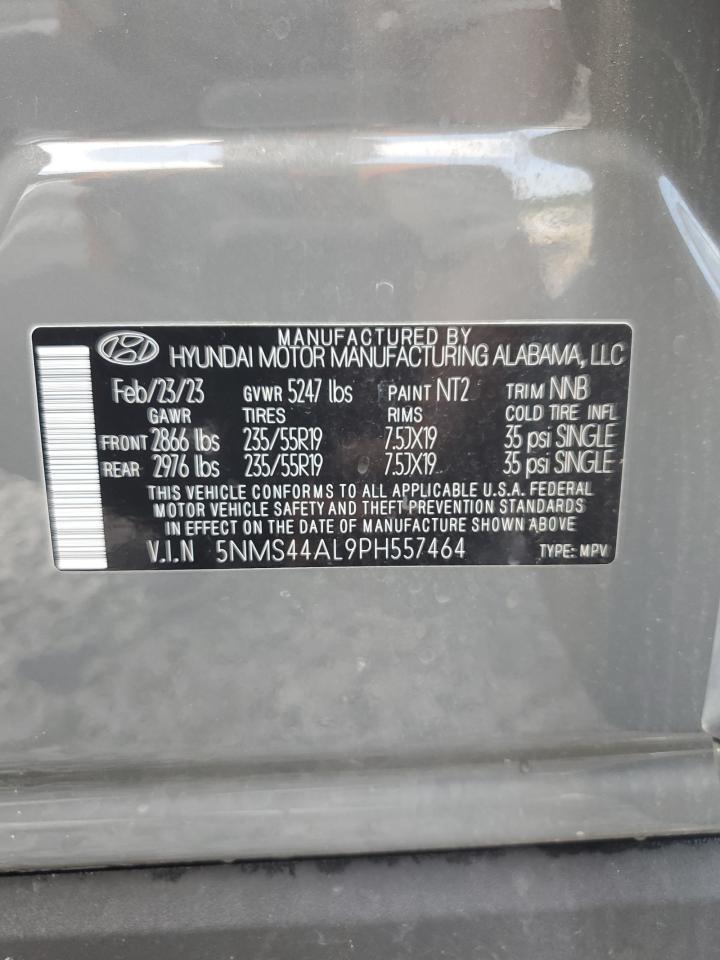 MANUFACTURED BY
HYUNDAI MOTOR MANUFACTURING ALABAMA, LLC
Feb/23/23 GVWR 5247 lbs PAINT NT2 TRIM NNB
GAWR TIRES RIMS COLD TIRE INFL
FRONT 2866 lbs 235/55R19 7.5JX19 35 psi SINGLE
REAR 2976 lbs 235/55R19 7.5JX19 35 psi SINGLE
THIS VEHICLE CONFORMS TO ALL APPLICABLE U.S.A. FEDERAL
MOTOR VEHICLE SAFETY AND THEFT PREVENTION STANDARDS
IN EFFECT ON THE DATE OF MANUFACTURE SHOWN ABOVE
V.I.N 5NMS44AL9PH557464 TYPE: MPV